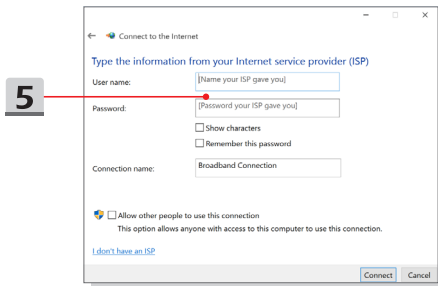 Connect to the Internet
Type the information from your Internet service provider (ISP)
User name:
[Name your ISP gave you]
5
Password:
[Password your ISP gave you]
Show characters
Remember this password
Connection name:
Broadband Connection
Allow other people to use this connection
This option allows anyone with access to this computer to use this connection.
I don't have an ISP
Connect
Cancel